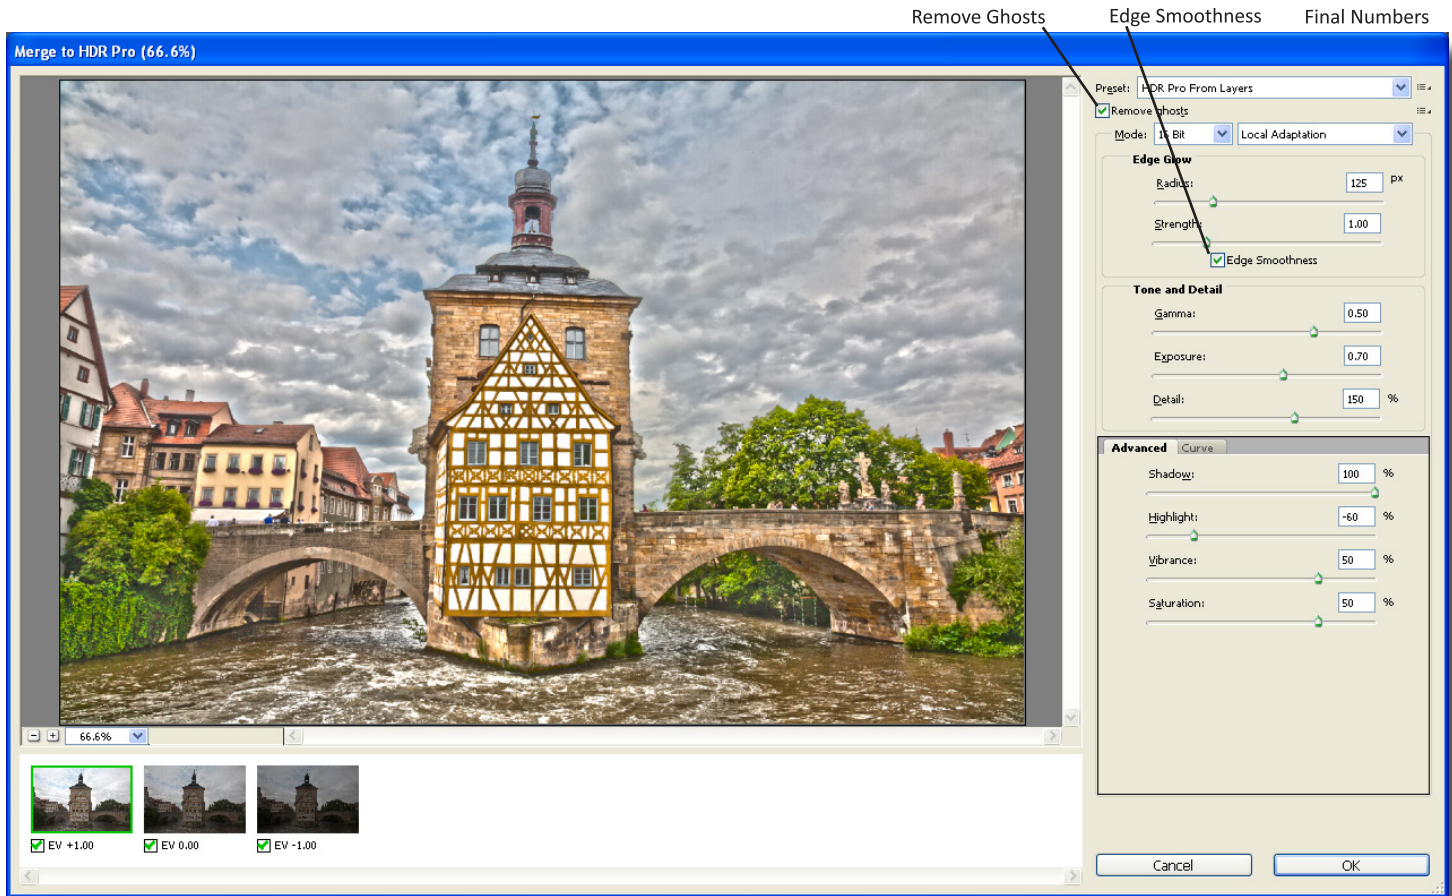 Remove Ghosts Edge Smoothness Final Numbers
Merge to HDR Pro (66.6%)
Preset: HDR Pro From Layers
Remove ghosts
Mode: 16 Bit Local Adaptation
Edge Glow
Radius: 125 px
Strength: 1.00
Edge Smoothness
Tone and Detail
Gamma: 0.50
Exposure: 0.70
Detail: 150 %
Advanced Curve
Shadow: 100 %
Highlight: -60 %
Vibrance: 50 %
Saturation: 50 %
66.6%
EV +1.00 EV 0.00 EV -1.00
Cancel OK